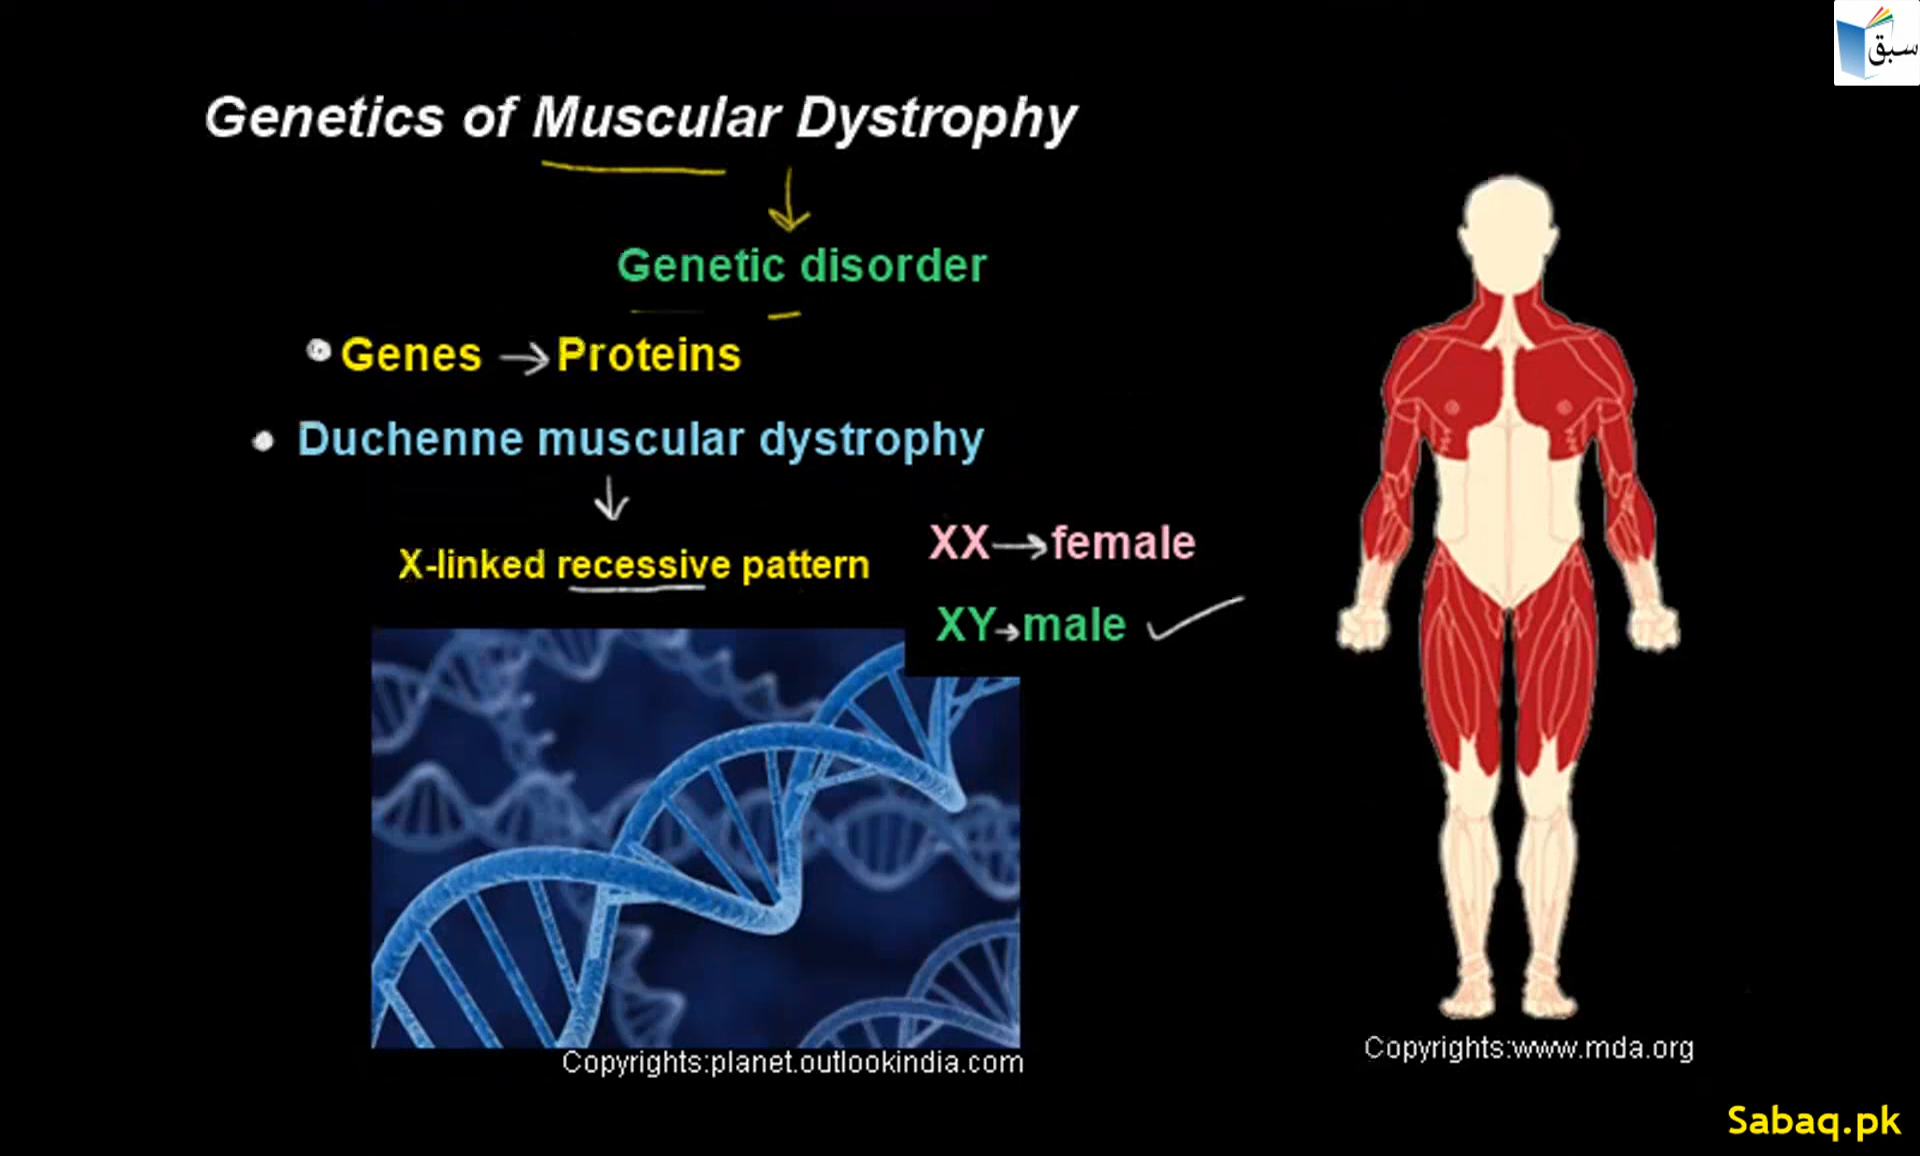 سبق
Genetics of Muscular Dystrophy
Genetic disorder
Genes → Proteins
Duchenne muscular dystrophy
X-linked recessive pattern
XX→female
XY→male
Copyrights:planet.outlookindia.com
Copyrights:www.mda.org
Sabaq.pk